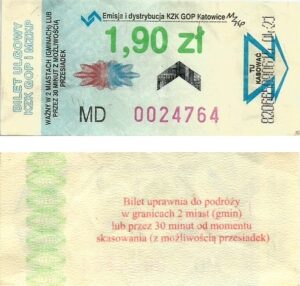 BILET ULGOWY
KZK GOP i MZKP
WAŻNY W 2 MIASTACH (GMINACH) LUB
PRZEZ 30 MINUT Z MOŻLIWOŚCIĄ
PRZESIADEK
Emisja i dystrybucja KZK GOP Katowice
1,90 zł
MD 0024764
TU
KASOWAĆ
Bilet uprawnia do podróży
w granicach 2 miast (gmin)
lub przez 30 minut od momentu
skasowania (z możliwością przesiadek)